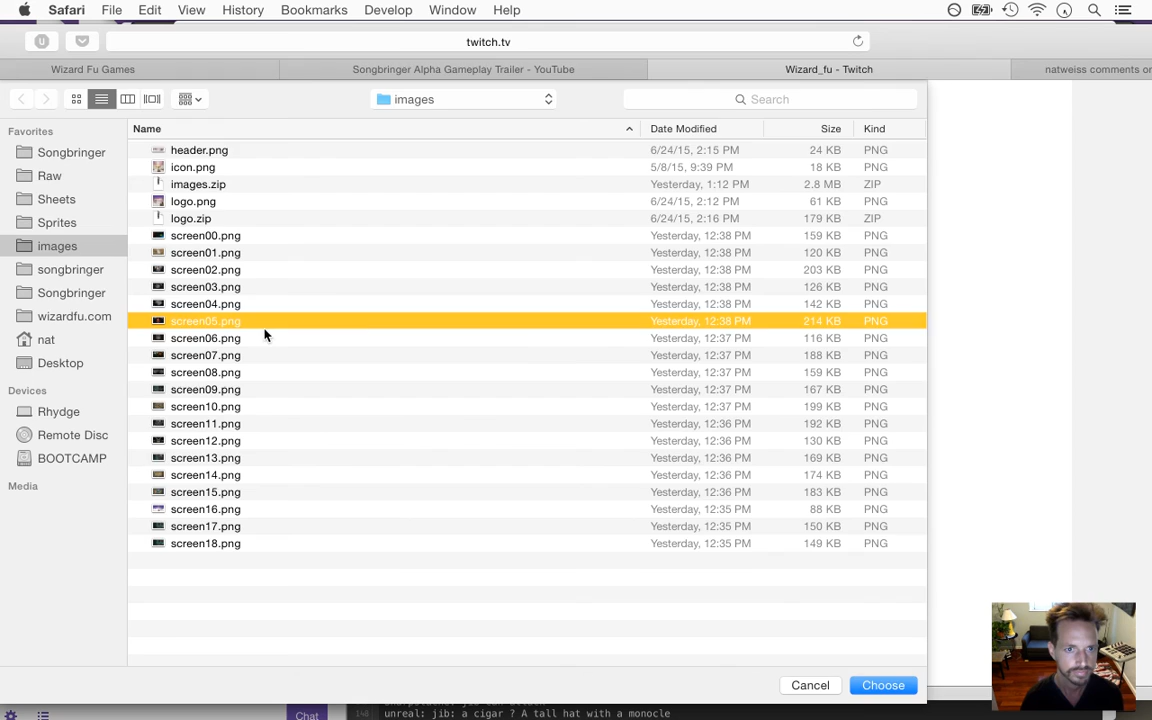 Safari File Edit View History Bookmarks Develop Window Help
twitch.tv
Wizard Fu Games Songbringer Alpha Gameplay Trailer - YouTube Wizard_fu - Twitch natweiss comments or
images Search
Favorites
Songbringer
Raw
Sheets
Sprites
images
songbringer
Songbringer
wizardfu.com
nat
Desktop
Devices
Rhydge
Remote Disc
BOOTCAMP
Media
Name Date Modified Size Kind
header.png 6/24/15, 2:15 PM 24 KB PNG
icon.png 5/8/15, 9:39 PM 18 KB PNG
images.zip Yesterday, 1:12 PM 2.8 MB ZIP
logo.png 6/24/15, 2:12 PM 61 KB PNG
logo.zip 6/24/15, 2:16 PM 179 KB ZIP
screen00.png Yesterday, 12:38 PM 159 KB PNG
screen01.png Yesterday, 12:38 PM 120 KB PNG
screen02.png Yesterday, 12:38 PM 203 KB PNG
screen03.png Yesterday, 12:38 PM 126 KB PNG
screen04.png Yesterday, 12:38 PM 142 KB PNG
screen05.png Yesterday, 12:38 PM 214 KB PNG
screen06.png Yesterday, 12:37 PM 116 KB PNG
screen07.png Yesterday, 12:37 PM 188 KB PNG
screen08.png Yesterday, 12:37 PM 159 KB PNG
screen09.png Yesterday, 12:37 PM 167 KB PNG
screen10.png Yesterday, 12:37 PM 199 KB PNG
screen11.png Yesterday, 12:36 PM 192 KB PNG
screen12.png Yesterday, 12:36 PM 130 KB PNG
screen13.png Yesterday, 12:36 PM 169 KB PNG
screen14.png Yesterday, 12:36 PM 174 KB PNG
screen15.png Yesterday, 12:36 PM 183 KB PNG
screen16.png Yesterday, 12:35 PM 88 KB PNG
screen17.png Yesterday, 12:35 PM 150 KB PNG
screen18.png Yesterday, 12:35 PM 149 KB PNG
Cancel Choose
Chat
unreal: jib: a cigar ? A tall hat with a monocle